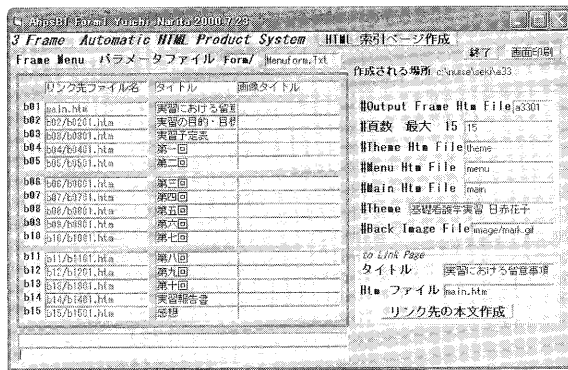 AhpsB1 Form1 Yuichi Narita 2000.7.23
3 Frame Automatic HTML Product System HTML 索引ページ作成
終了 画面印刷
Frame Menu パラメータファイル Form/ Menuform.Txt
作成される場所 c:\nurse\seki\a33
リンク先ファイル名 タイトル 画像タイトル
b01 main.htm 実習における留意
b02 b02/b0201.htm 実習の目的・目標
b03 b03/b0301.htm 実習予定表
b04 b04/b0401.htm 第一回
b05 b05/b0501.htm 第二回
b06 b06/b0601.htm 第三回
b07 b07/b0701.htm 第四回
b08 b08/b0801.htm 第五回
b09 b09/b0901.htm 第六回
b10 b10/b1001.htm 第七回
b11 b11/b1101.htm 第八回
b12 b12/b1201.htm 第九回
b13 b13/b1301.htm 第十回
b14 b14/b1401.htm 実習報告書
b15 b15/b1501.htm 感想
#Output Frame Htm File a3301
#頁数 最大 15 15
#Theme Htm File theme
#Menu Htm File menu
#Main Htm File main
#Theme 基礎看護学実習 日赤花子
#Back Image File image/mark.gif
to Link Page
タイトル 実習における留意事項
Htm ファイル main.htm
リンク先の本文作成